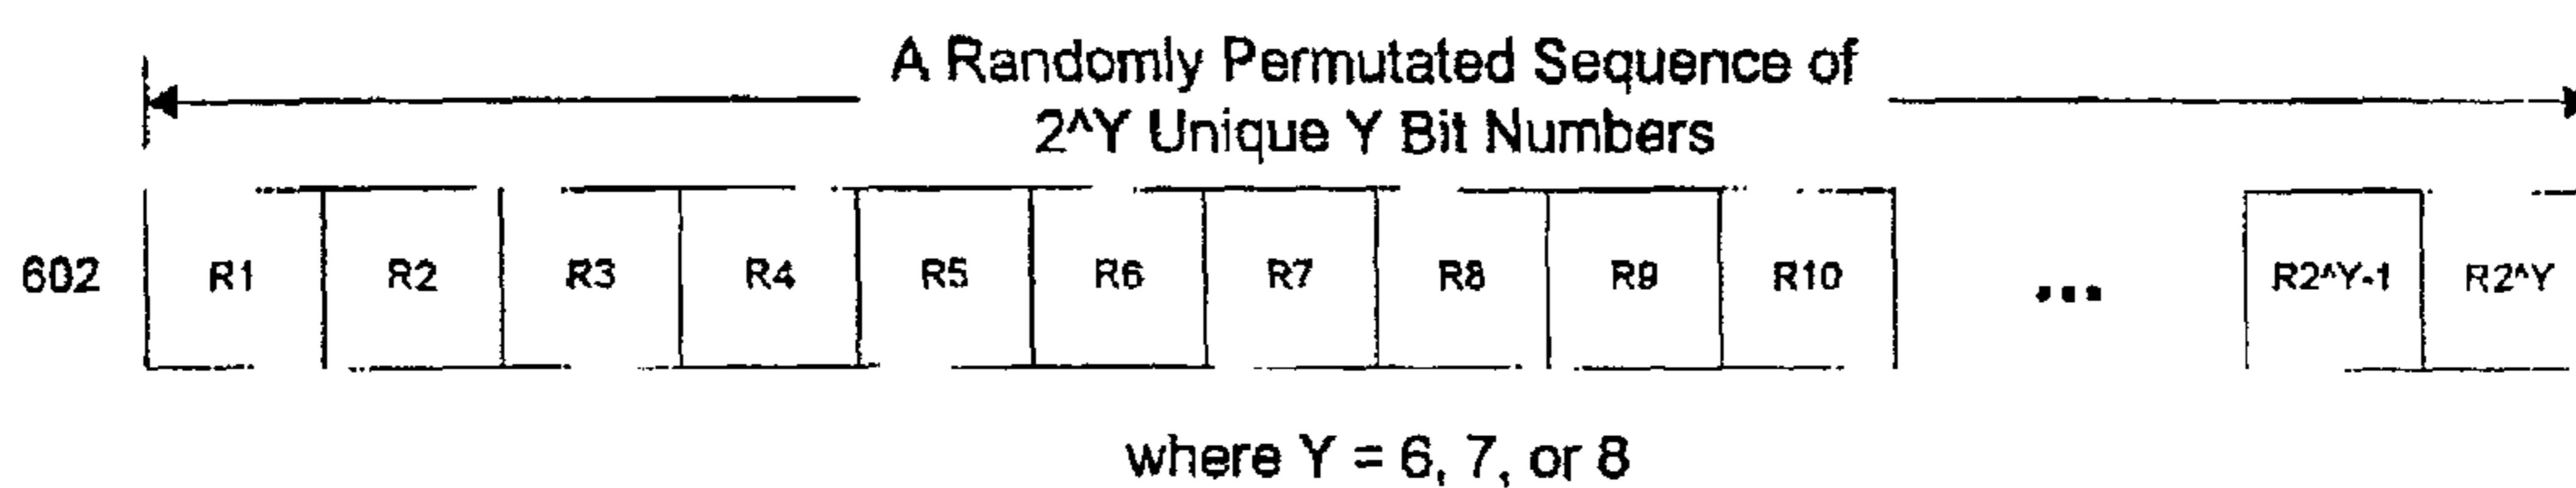 A Randomly Permutated Sequence of
2^Y Unique Y Bit Numbers
602 R1 R2 R3 R4 R5 R6 R7 R8 R9 R10 ... R2^Y-1 R2^Y
where Y = 6, 7, or 8